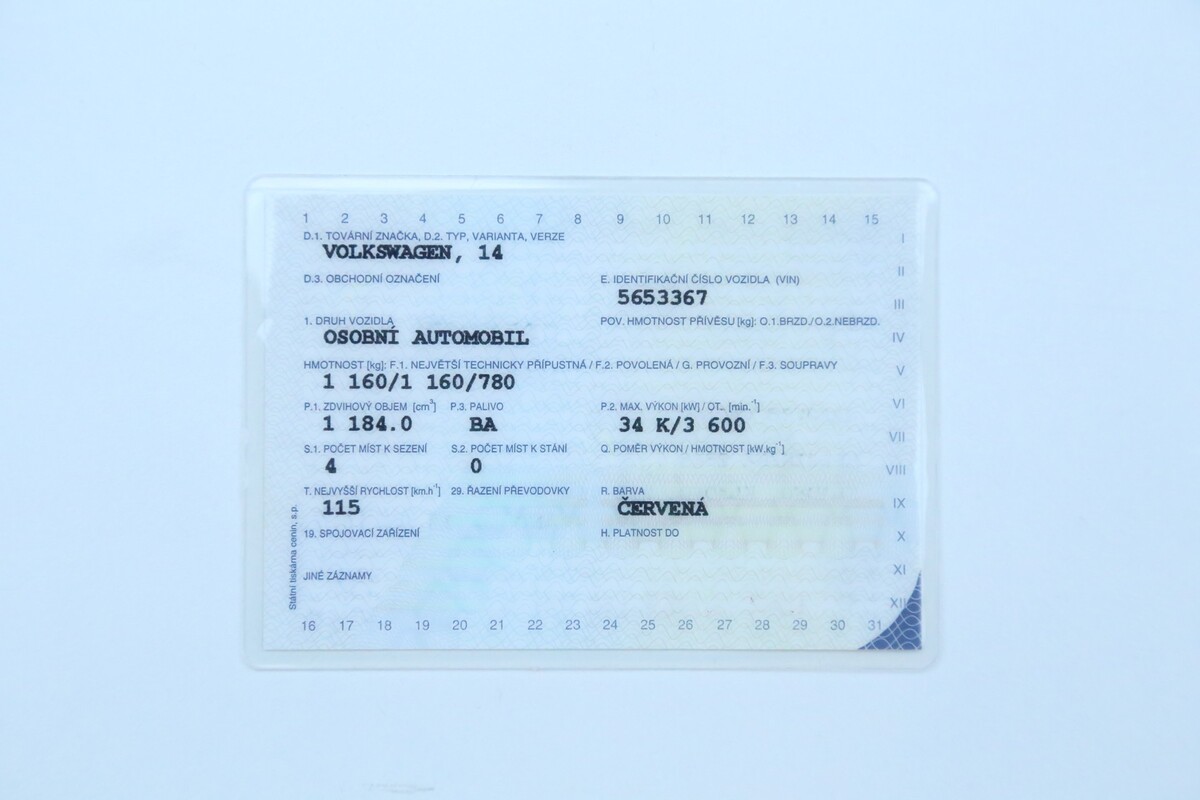 1 2 3 4 5 6 7 8 9 10 11 12 13 14 15
D.1. TOVÁRNÍ ZNAČKA, D.2. TYP, VARIANTA, VERZE I
VOLKSWAGEN, 14
D.3. OBCHODNÍ OZNAČENÍ E. IDENTIFIKAČNÍ ČÍSLO VOZIDLA (VIN) II
5653367 III
1. DRUH VOZIDLA POV. HMOTNOST PŘÍVĚSU [kg]: O.1.BRZD./O.2.NEBRZD.
OSOBNÍ AUTOMOBIL IV
HMOTNOST [kg]: F.1. NEJVĚTŠÍ TECHNICKY PŘÍPUSTNÁ / F.2. POVOLENÁ / G. PROVOZNÍ / F.3. SOUPRAVY V
1 160/1 160/780
P.1. ZDVIHOVÝ OBJEM [cm³] P.3. PALIVO P.2. MAX. VÝKON [kW] / OT.. [min.⁻¹] VI
1 184.0 BA 34 K/3 600 VII
S.1. POČET MÍST K SEZENÍ S.2. POČET MÍST K STÁNÍ Q. POMĚR VÝKON / HMOTNOST [kW.kg⁻¹]
4 0 VIII
T. NEJVYŠŠÍ RYCHLOST [km.h⁻¹] 29. ŘAZENÍ PŘEVODOVKY R. BARVA
115 ČERVENÁ IX
19. SPOJOVACÍ ZAŘÍZENÍ H. PLATNOST DO X
JINÉ ZÁZNAMY XI
XII
16 17 18 19 20 21 22 23 24 25 26 27 28 29 30 31
Státní tiskárna cenin, s.p.